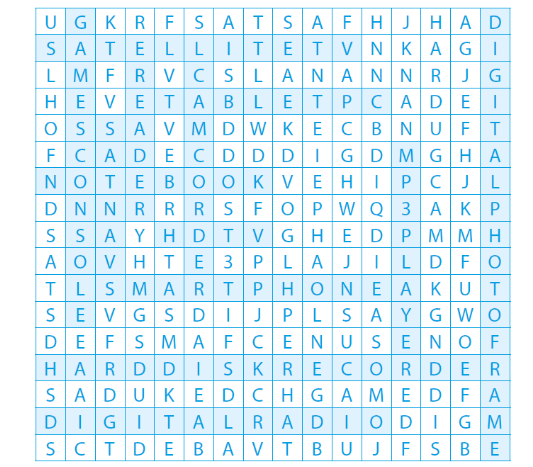 U G K R F S A T S A F H J H A D
S A T E L L I T E T V N K A G I
L M F R V C S L A N A N N R J G
H E V E T A B L E T P C A D E I
O S S A V M D W K E C B N U F T
F C A D E C D D D I G D M G H A
N O T E B O O K V E H I P C J L
D N N R R R S F O P W Q 3 A K P
S S A Y H D T V G H E D P M M H
A O V H T E 3 P L A J I L D F O
T L S M A R T P H O N E A K U T
S E V G S D I J P L S A Y G W O
D E F S M A F C E N U S E N O F
H A R D D I S K R E C O R D E R
S A D U K E D C H G A M E D F A
D I G I T A L R A D I O D I G M
S C T D E B A V T B U J F S B E